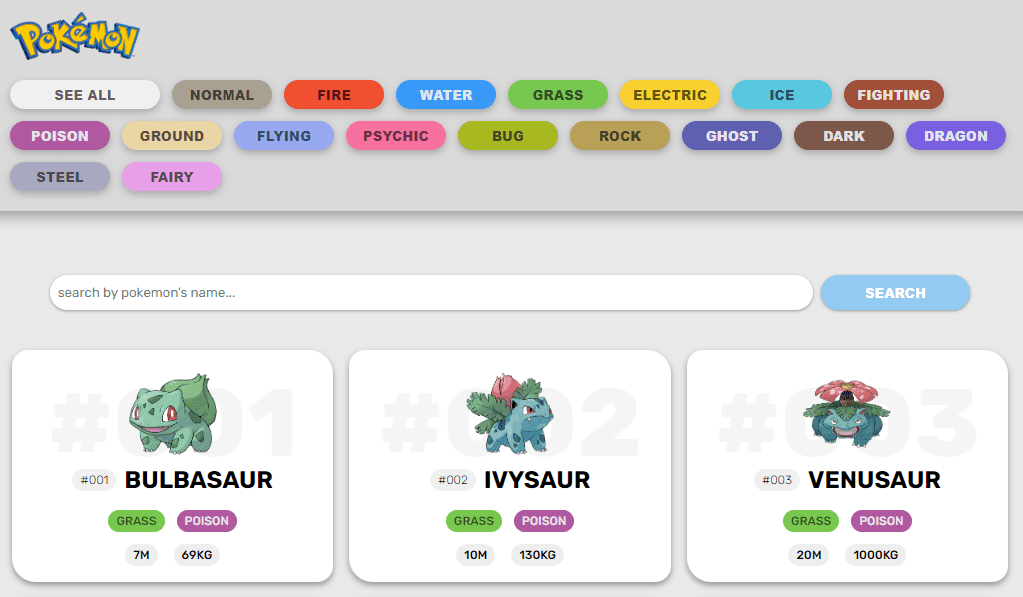 Pokémon
SEE ALL NORMAL FIRE WATER GRASS ELECTRIC ICE FIGHTING
POISON GROUND FLYING PSYCHIC BUG ROCK GHOST DARK DRAGON
STEEL FAIRY
search by pokemon's name... SEARCH
#001 #002 #003
#001 BULBASAUR #002 IVYSAUR #003 VENUSAUR
GRASS POISON GRASS POISON GRASS POISON
7M 69KG 10M 130KG 20M 1000KG